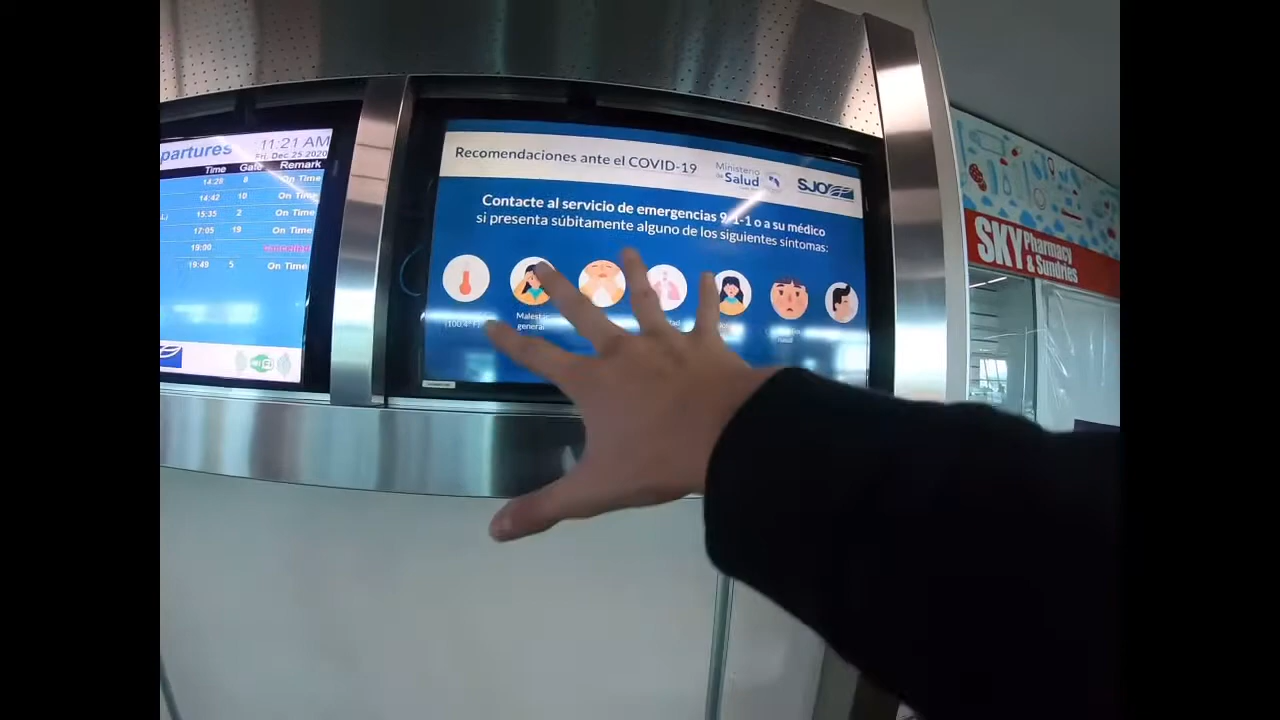 partures
11:21 AM
Fri, Dec 25 2020
Time Gate Remark
14:28 8 On Time
14:42 10 On Time
15:35 2 On Time
17:05 19 On Time
19:00 Cancelled
19:49 5 On Time
Recomendaciones ante el COVID-19
Ministerio
de Salud
SJO
Contacte al servicio de emergencias 9-1-1 o a su médico
si presenta súbitamente alguno de los siguientes síntomas:
(100.4° F)
Malestar
general
SKY Pharmacy
& Sundries